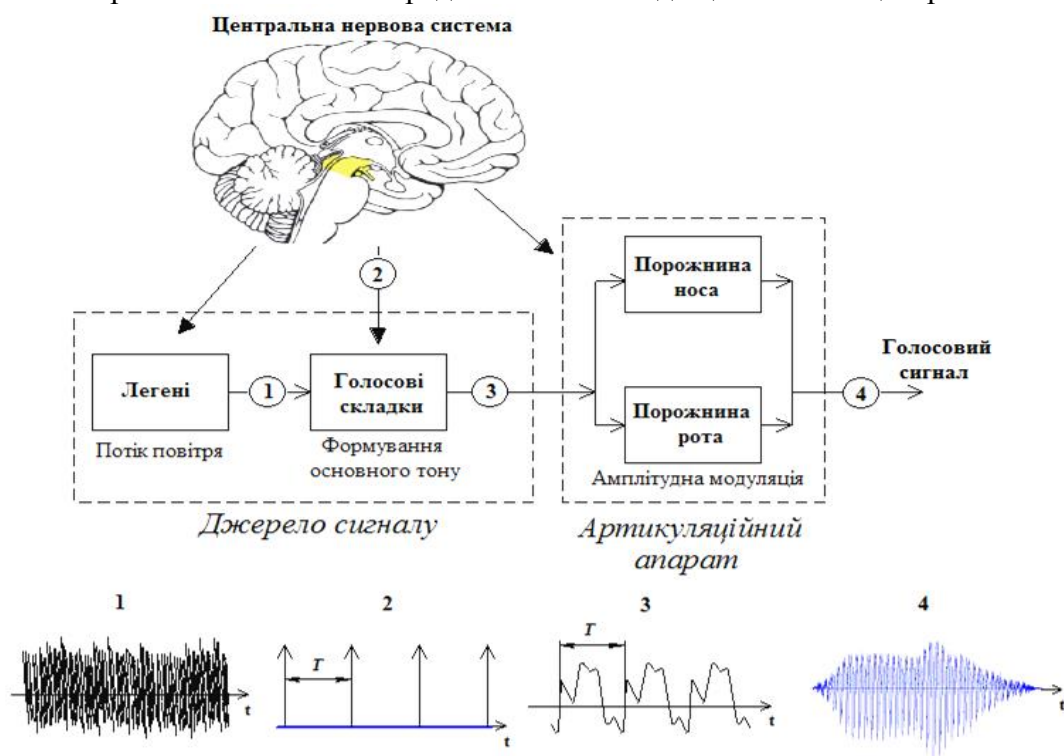 Центральна нервова система
2
Порожнина
носа
Легені
1
Голосові
складки
3
Порожнина
рота
4
Голосовий
сигнал
Потік повітря
Формування
основного тону
Амплітудна модуляція
Джерело сигналу
Артикуляційний
апарат
1
2
3
4
t
T
t
T
t
t